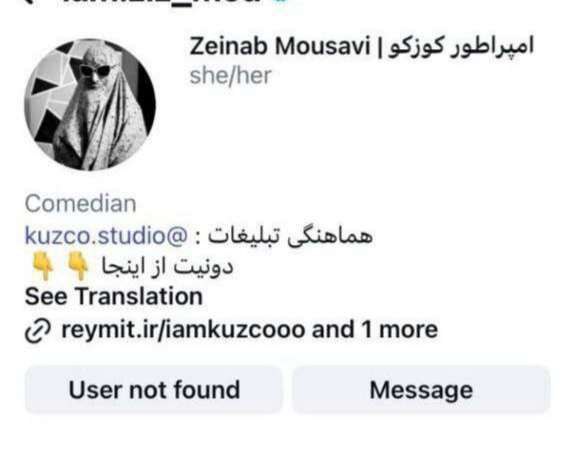 Zeinab Mousavi | امپراطور کوزکو
she/her
Comedian
هماهنگی تبلیغات : @kuzco.studio
دونیت از اینجا 👇 👇
See Translation
reymit.ir/iamkuzcooo and 1 more
User not found
Message